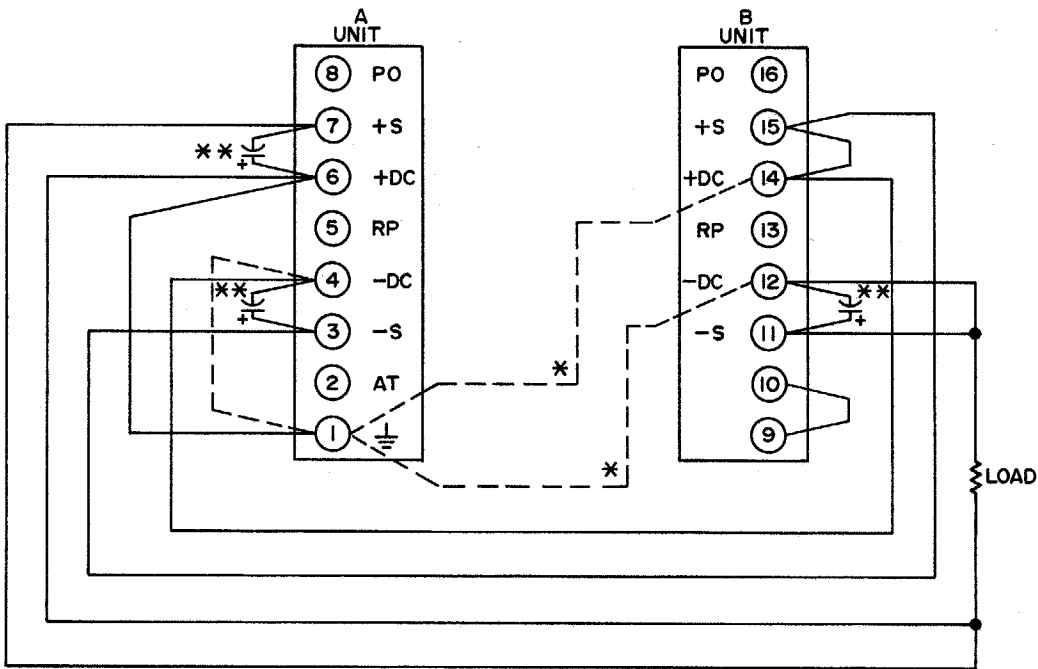 A
UNIT
8 PO
7 +S
**
+
6 +DC
5 RP
4 -DC
**
+
3 -S
2 AT
1
B
UNIT
PO 16
+S 15
+DC 14
RP 13
-DC 12
**
+
-S 11
10
9
*
*
LOAD